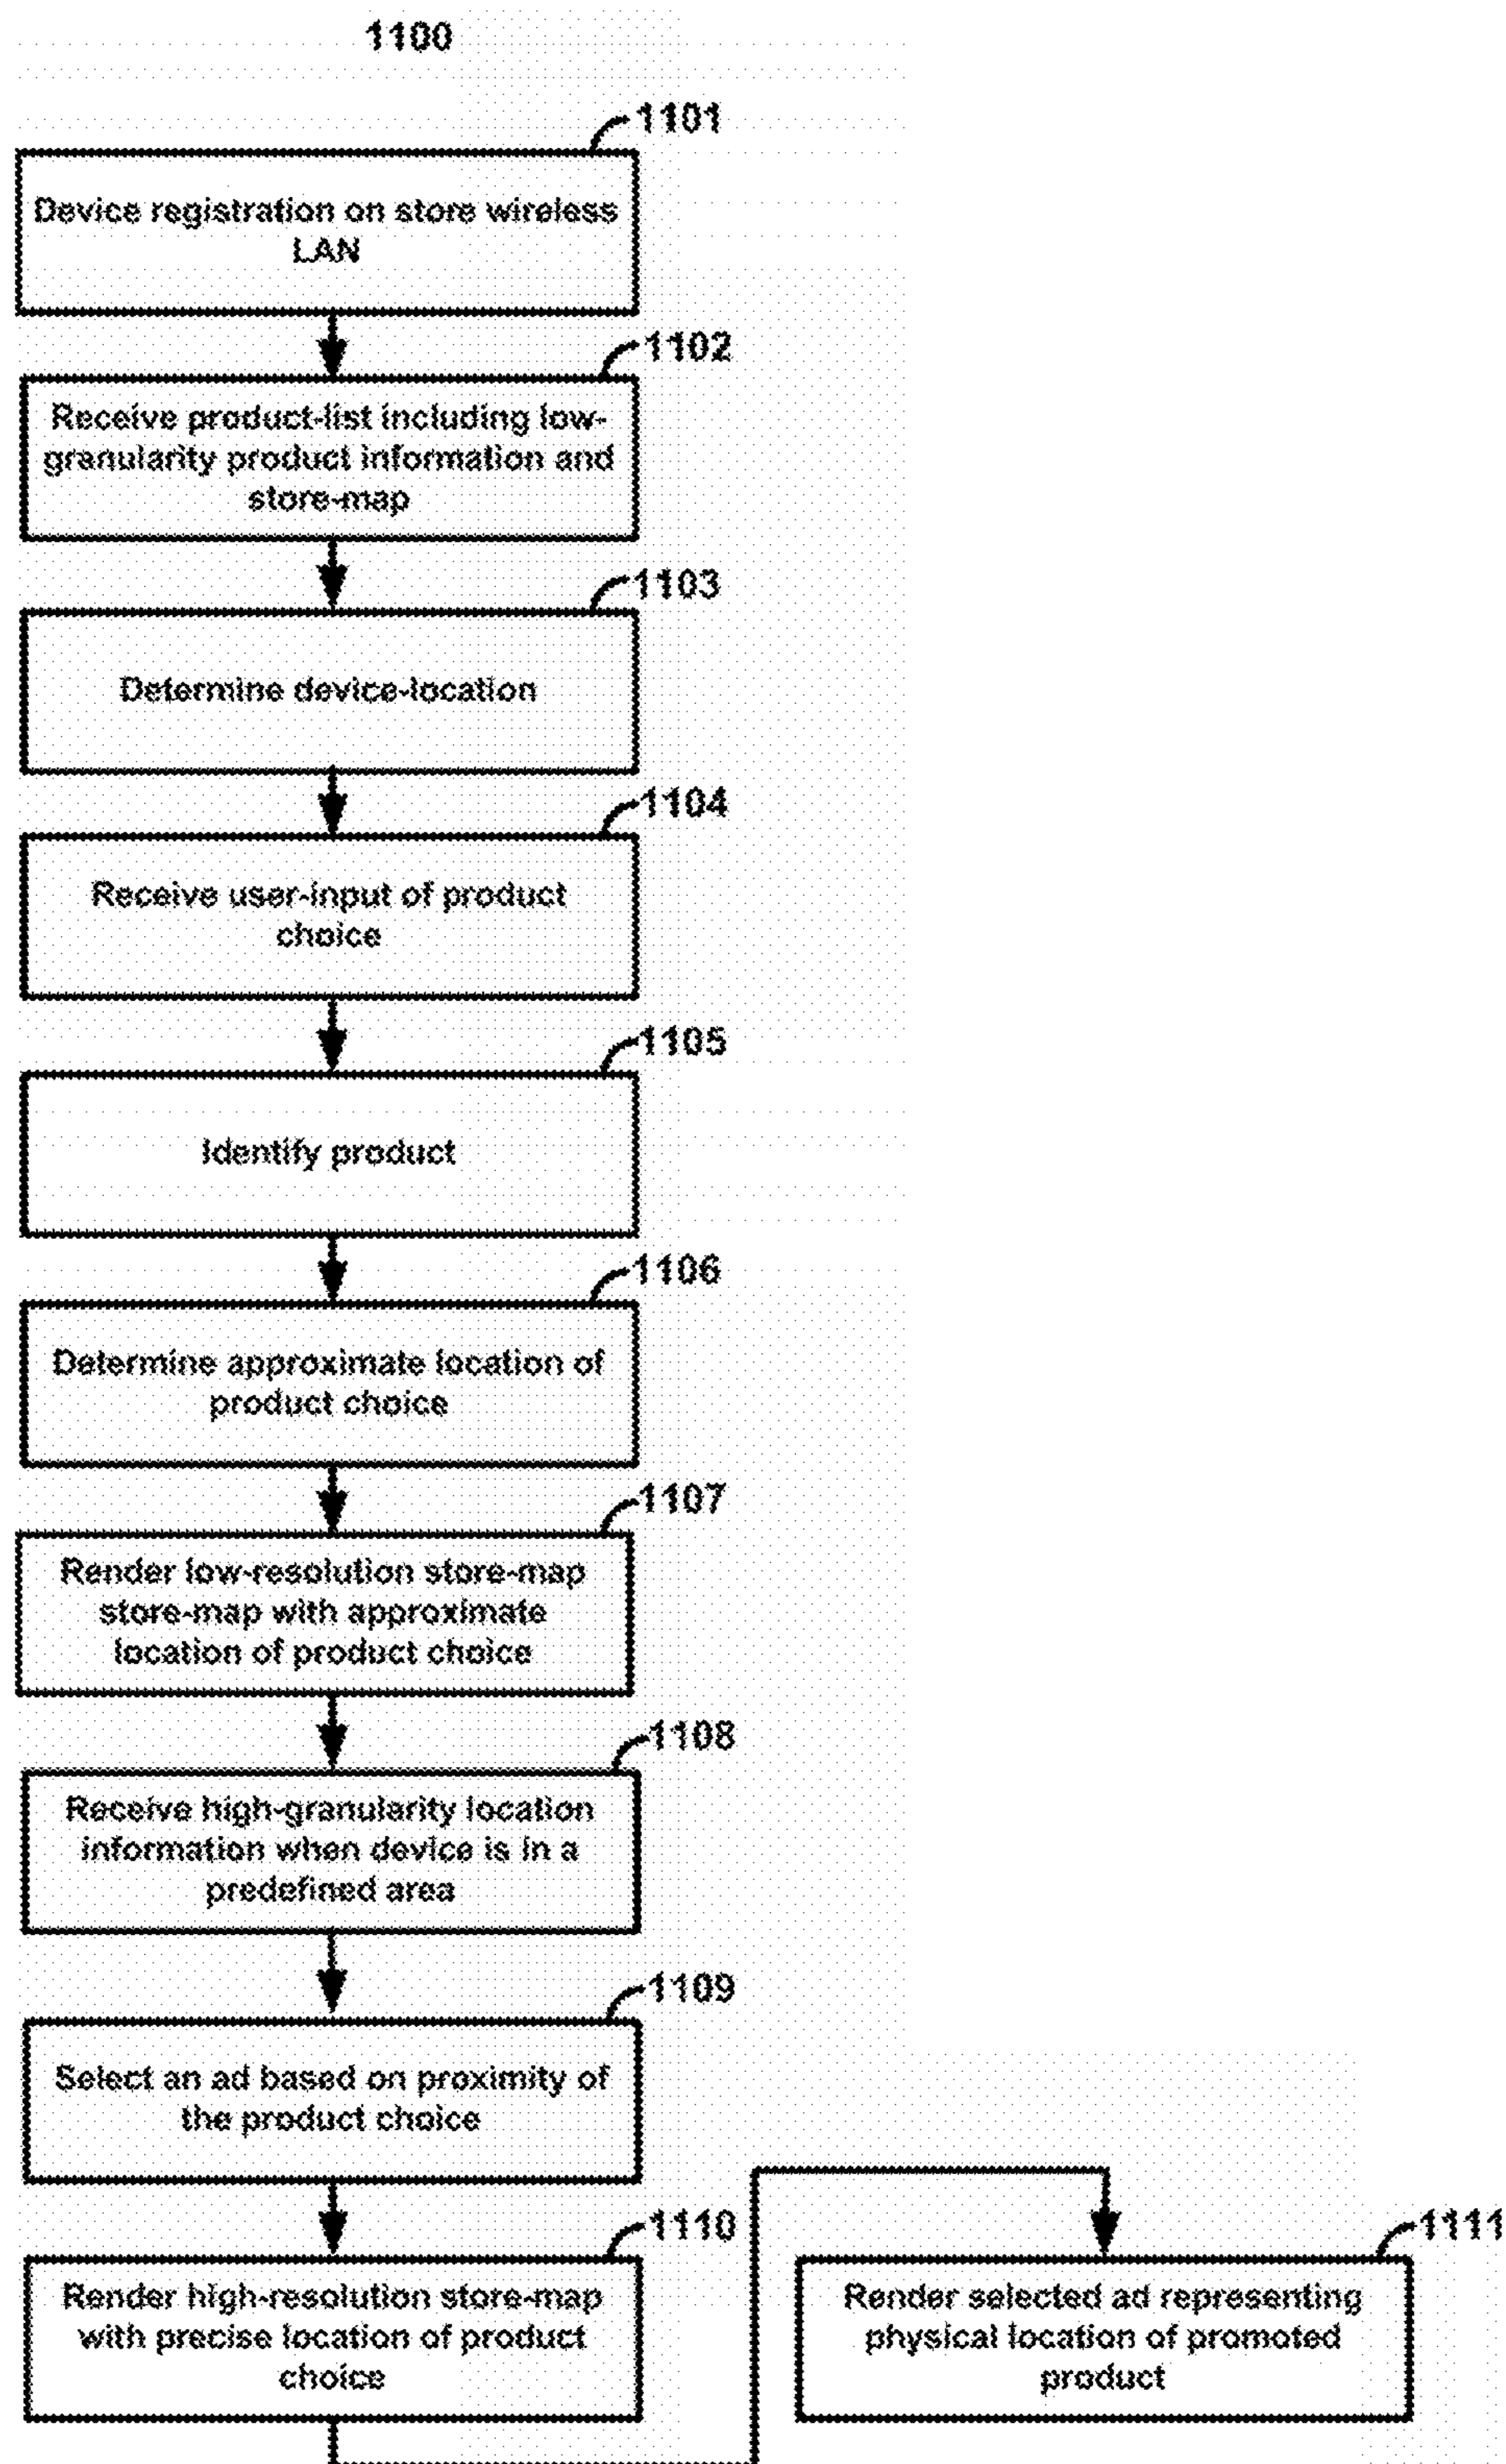 1100
1101
Device registration on store wireless
LAN
1102
Receive product-list including low-
granularity product information and
store-map
1103
Determine device-location
1104
Receive user-input of product
choice
1105
Identify product
1106
Determine approximate location of
product choice
1107
Render low-resolution store-map
store-map with approximate
location of product choice
1108
Receive high-granularity location
information when device is in a
predefined area
1109
Select an ad based on proximity of
the product choice
1110
Render high-resolution store-map
with precise location of product
choice
1111
Render selected ad representing
physical location of promoted
product